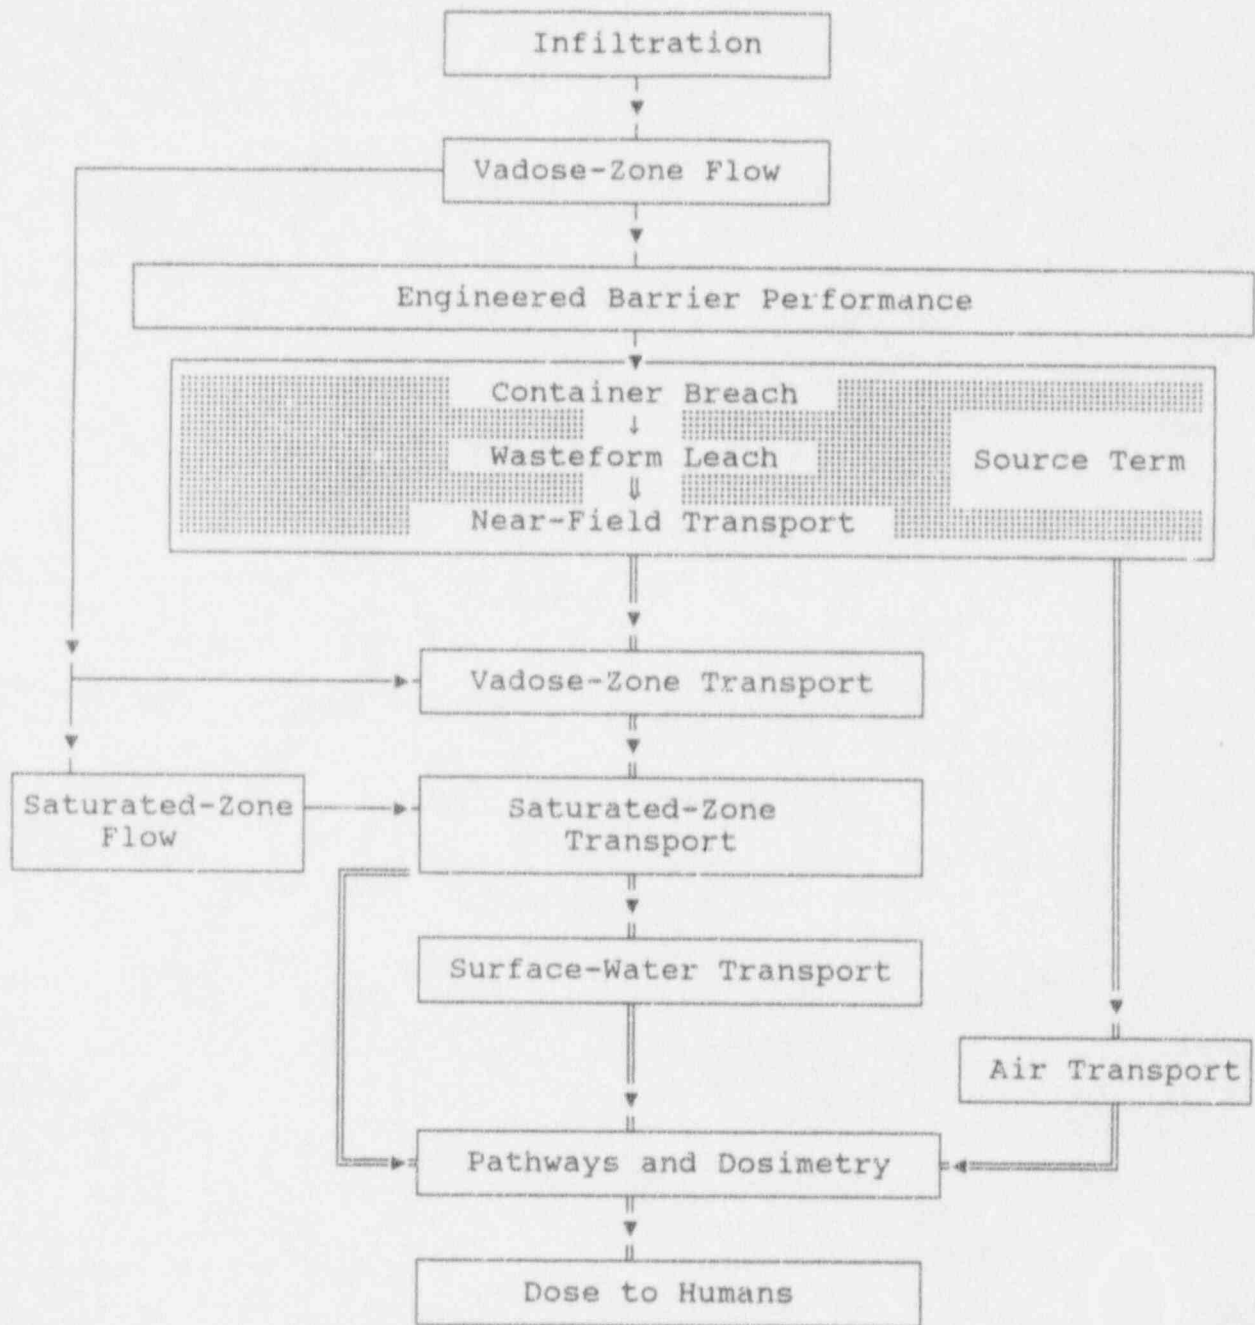 Infiltration
Vadose-Zone Flow
Engineered Barrier Performance
Container Breach
Wasteform Leach
Source Term
Near-Field Transport
Vadose-Zone Transport
Saturated-Zone
Flow
Saturated-Zone
Transport
Surface-Water Transport
Air Transport
Pathways and Dosimetry
Dose to Humans